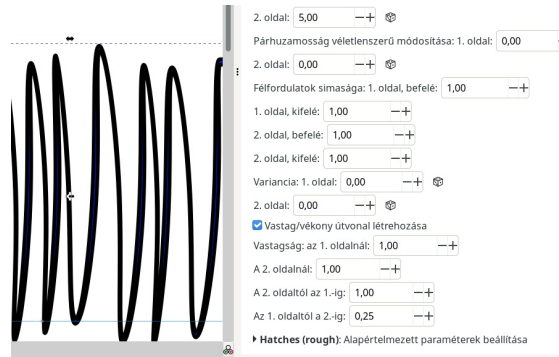 2. oldal: 5,00
Párhuzamosság véletlenszerű módosítása: 1. oldal: 0,00
2. oldal: 0,00
Félfordulatok simasága: 1. oldal, befelé: 1,00
1. oldal, kifelé: 1,00
2. oldal, befelé: 1,00
2. oldal, kifelé: 1,00
Variancia: 1. oldal: 0,00
2. oldal: 0,00
Vastag/vékony útvonal létrehozása
Vastagság: az 1. oldalnál: 1,00
A 2. oldalnál: 1,00
A 2. oldaltól az 1.-ig: 1,00
Az 1. oldaltól a 2.-ig: 0,25
Hatches (rough): Alapértelmezett paraméterek beállítása